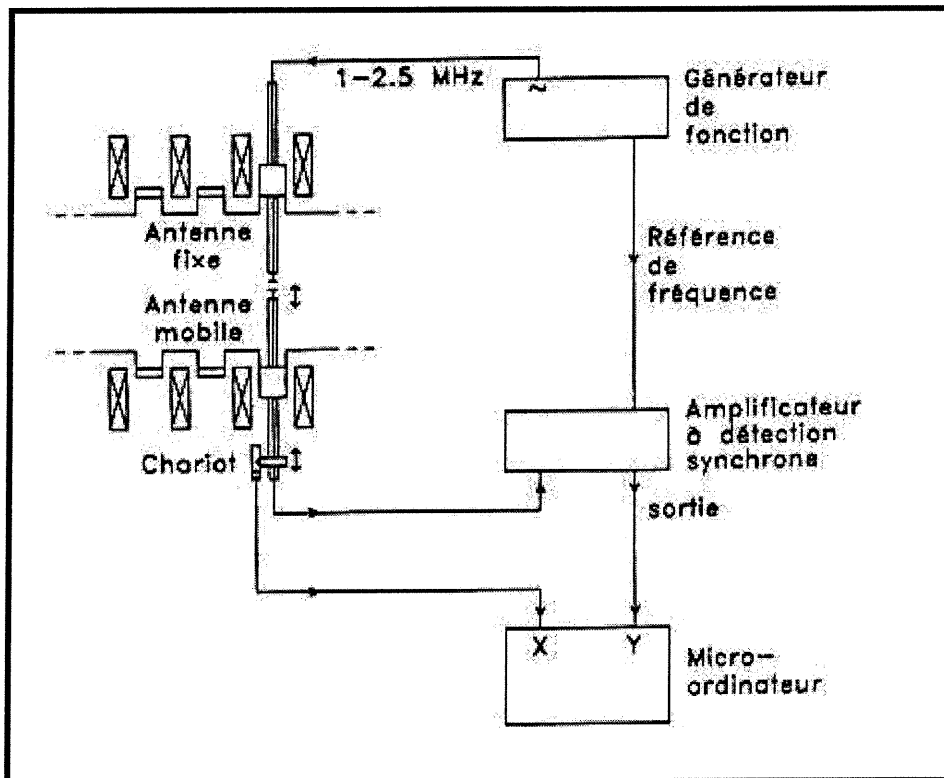 1-2.5 MHz
~
Générateur
de
fonction
Antenne
fixe
Référence
de
fréquence
Antenne
mobile
Amplificateur
à détection
synchrone
Chariot
sortie
X
Y
Micro-
ordinateur